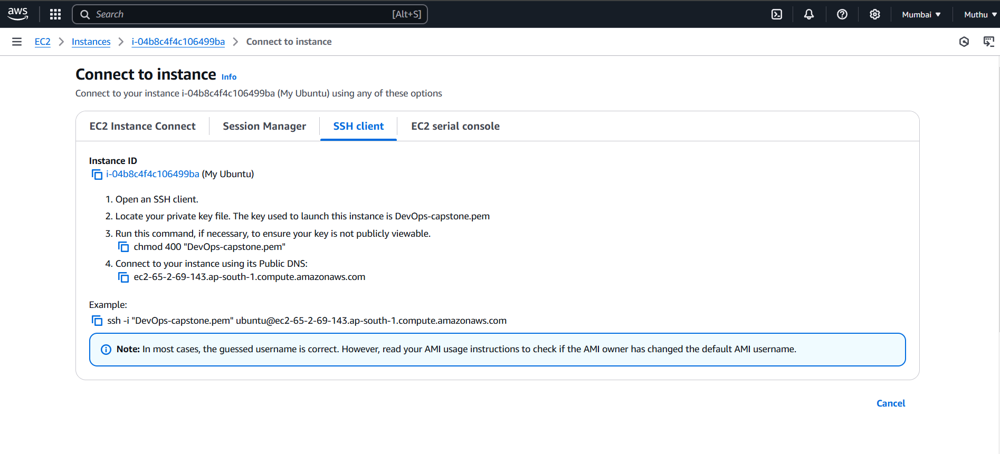 aws
Search [Alt+S]
Mumbai
Muthu
EC2
Instances
i-04b8c4f4c106499ba
Connect to instance
Connect to instance Info
Connect to your instance i-04b8c4f4c106499ba (My Ubuntu) using any of these options
EC2 Instance Connect
Session Manager
SSH client
EC2 serial console
Instance ID
i-04b8c4f4c106499ba (My Ubuntu)
1. Open an SSH client.
2. Locate your private key file. The key used to launch this instance is DevOps-capstone.pem
3. Run this command, if necessary, to ensure your key is not publicly viewable.
chmod 400 "DevOps-capstone.pem"
4. Connect to your instance using its Public DNS:
ec2-65-2-69-143.ap-south-1.compute.amazonaws.com
Example:
ssh -i "DevOps-capstone.pem" ubuntu@ec2-65-2-69-143.ap-south-1.compute.amazonaws.com
Note: In most cases, the guessed username is correct. However, read your AMI usage instructions to check if the AMI owner has changed the default AMI username.
Cancel